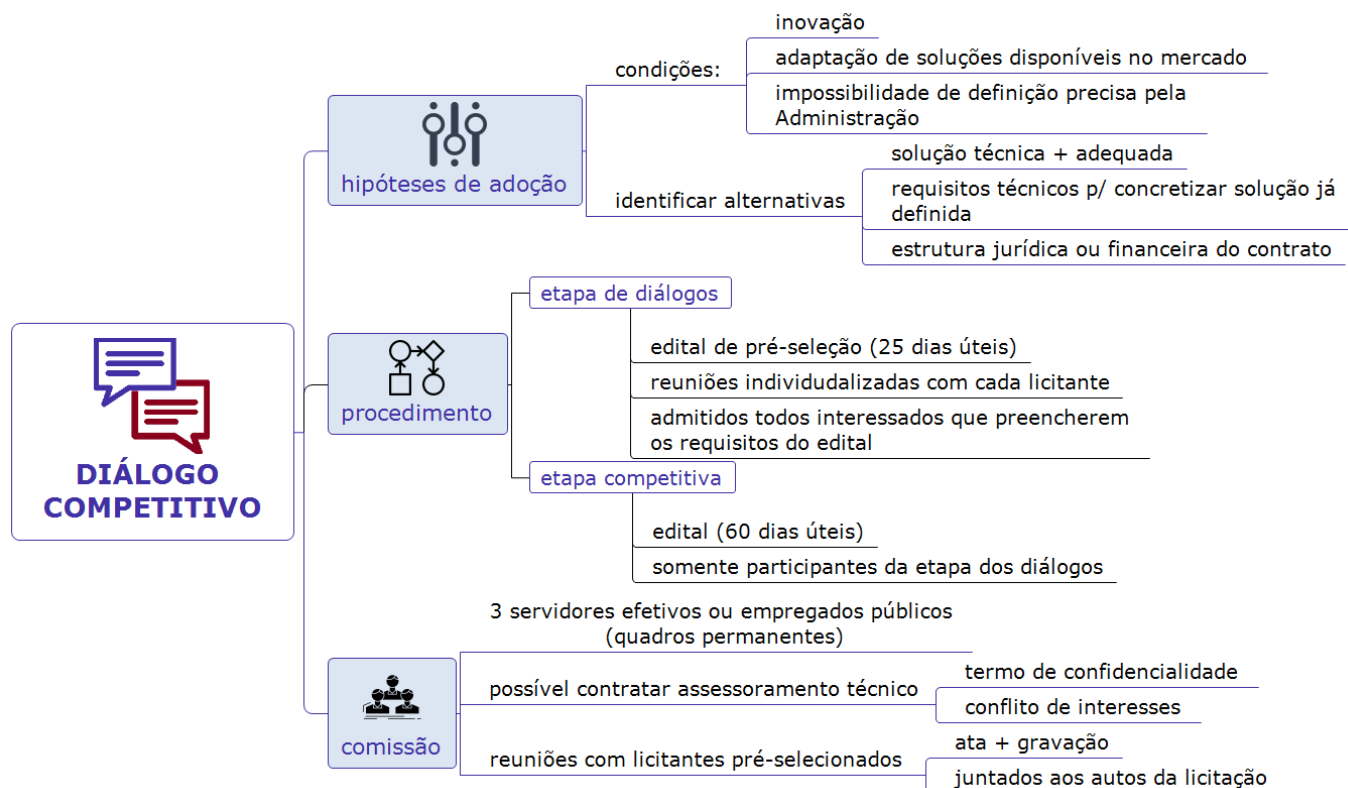 DIÁLOGO
COMPETITIVO
hipóteses de adoção
condições:
inovação
adaptação de soluções disponíveis no mercado
impossibilidade de definição precisa pela
Administração
identificar alternativas
solução técnica + adequada
requisitos técnicos p/ concretizar solução já
definida
estrutura jurídica ou financeira do contrato
procedimento
etapa de diálogos
edital de pré-seleção (25 dias úteis)
reuniões individudalizadas com cada licitante
admitidos todos interessados que preencherem
os requisitos do edital
etapa competitiva
edital (60 dias úteis)
somente participantes da etapa dos diálogos
comissão
3 servidores efetivos ou empregados públicos
(quadros permanentes)
possível contratar assessoramento técnico
termo de confidencialidade
conflito de interesses
reuniões com licitantes pré-selecionados
ata + gravação
juntados aos autos da licitação